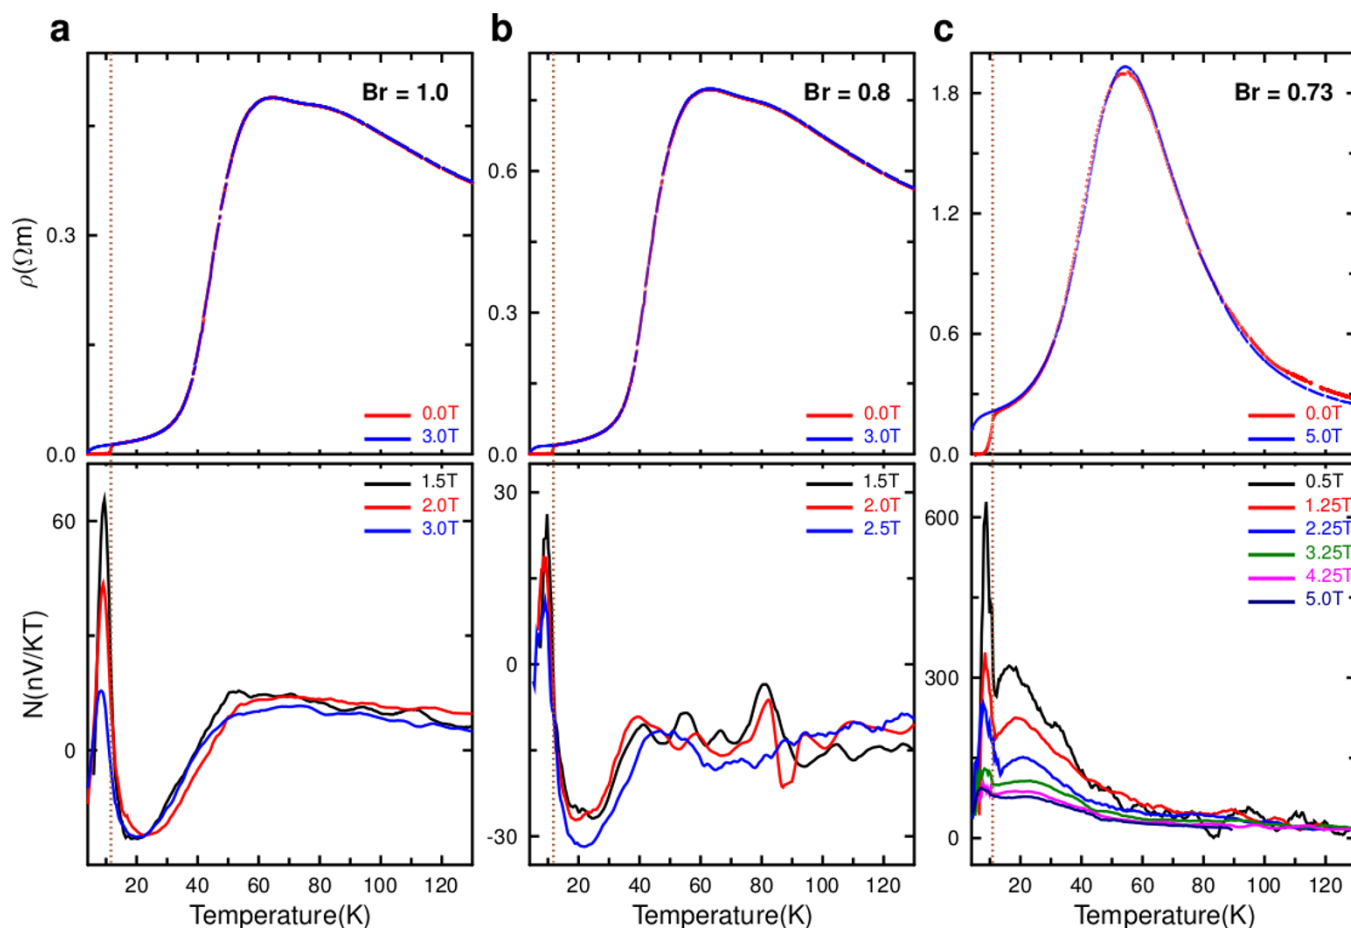 a
b
c
Br = 1.0
Br = 0.8
Br = 0.73
ρ(Ωm)
0.3
0.0
0.6
0.3
0.0
1.8
1.2
0.6
0.0
0.0T
3.0T
0.0T
3.0T
0.0T
5.0T
N(nV/KT)
60
0
30
0
-30
600
300
0
1.5T
2.0T
3.0T
1.5T
2.0T
2.5T
0.5T
1.25T
2.25T
3.25T
4.25T
5.0T
20 40 60 80 100 120
20 40 60 80 100 120
20 40 60 80 100 120
Temperature(K)
Temperature(K)
Temperature(K)